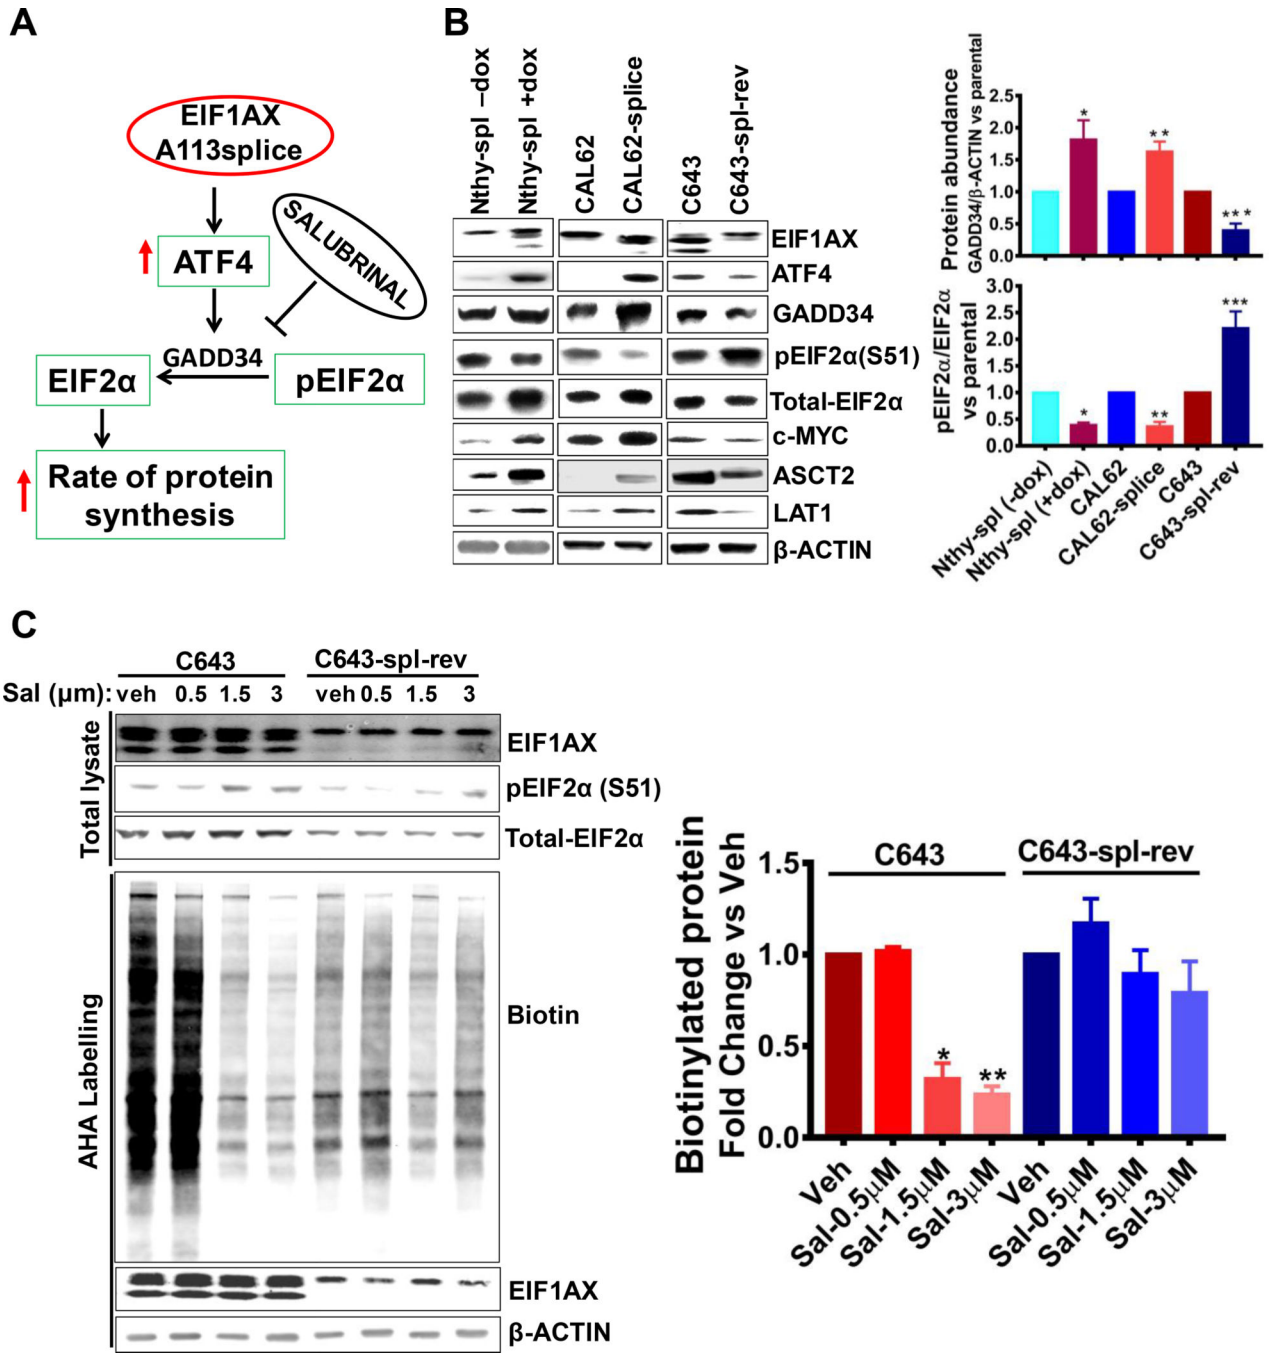 A
EIF1AX
A113splice
SALUBRINAL
ATF4
GADD34
EIF2α
pEIF2α
Rate of protein
synthesis
B
Nthy-spl –dox
Nthy-spl +dox
CAL62
CAL62-splice
C643
C643-spl-rev
EIF1AX
ATF4
GADD34
pEIF2α(S51)
Total-EIF2α
c-MYC
ASCT2
LAT1
β-ACTIN
Protein abundance
GADD34/β-ACTIN vs parental
2.5
2.0
1.5
1.0
0.5
0.0
*
**
***
pEIF2α/EIF2α
vs parental
3.0
2.5
2.0
1.5
1.0
0.5
0.0
*
**
***
Nthy-spl (-dox)
Nthy-spl (+dox)
CAL62
CAL62-splice
C643
C643-spl-rev
C
C643
C643-spl-rev
Sal (μm): veh 0.5 1.5 3 veh 0.5 1.5 3
Total lysate
EIF1AX
pEIF2α (S51)
Total-EIF2α
AHA Labelling
Biotin
EIF1AX
β-ACTIN
Biotinylated protein
Fold Change vs Veh
C643
C643-spl-rev
1.5
1.0
0.5
0.0
*
**
Veh
Sal-0.5μM
Sal-1.5μM
Sal-3μM
Veh
Sal-0.5μM
Sal-1.5μM
Sal-3μM